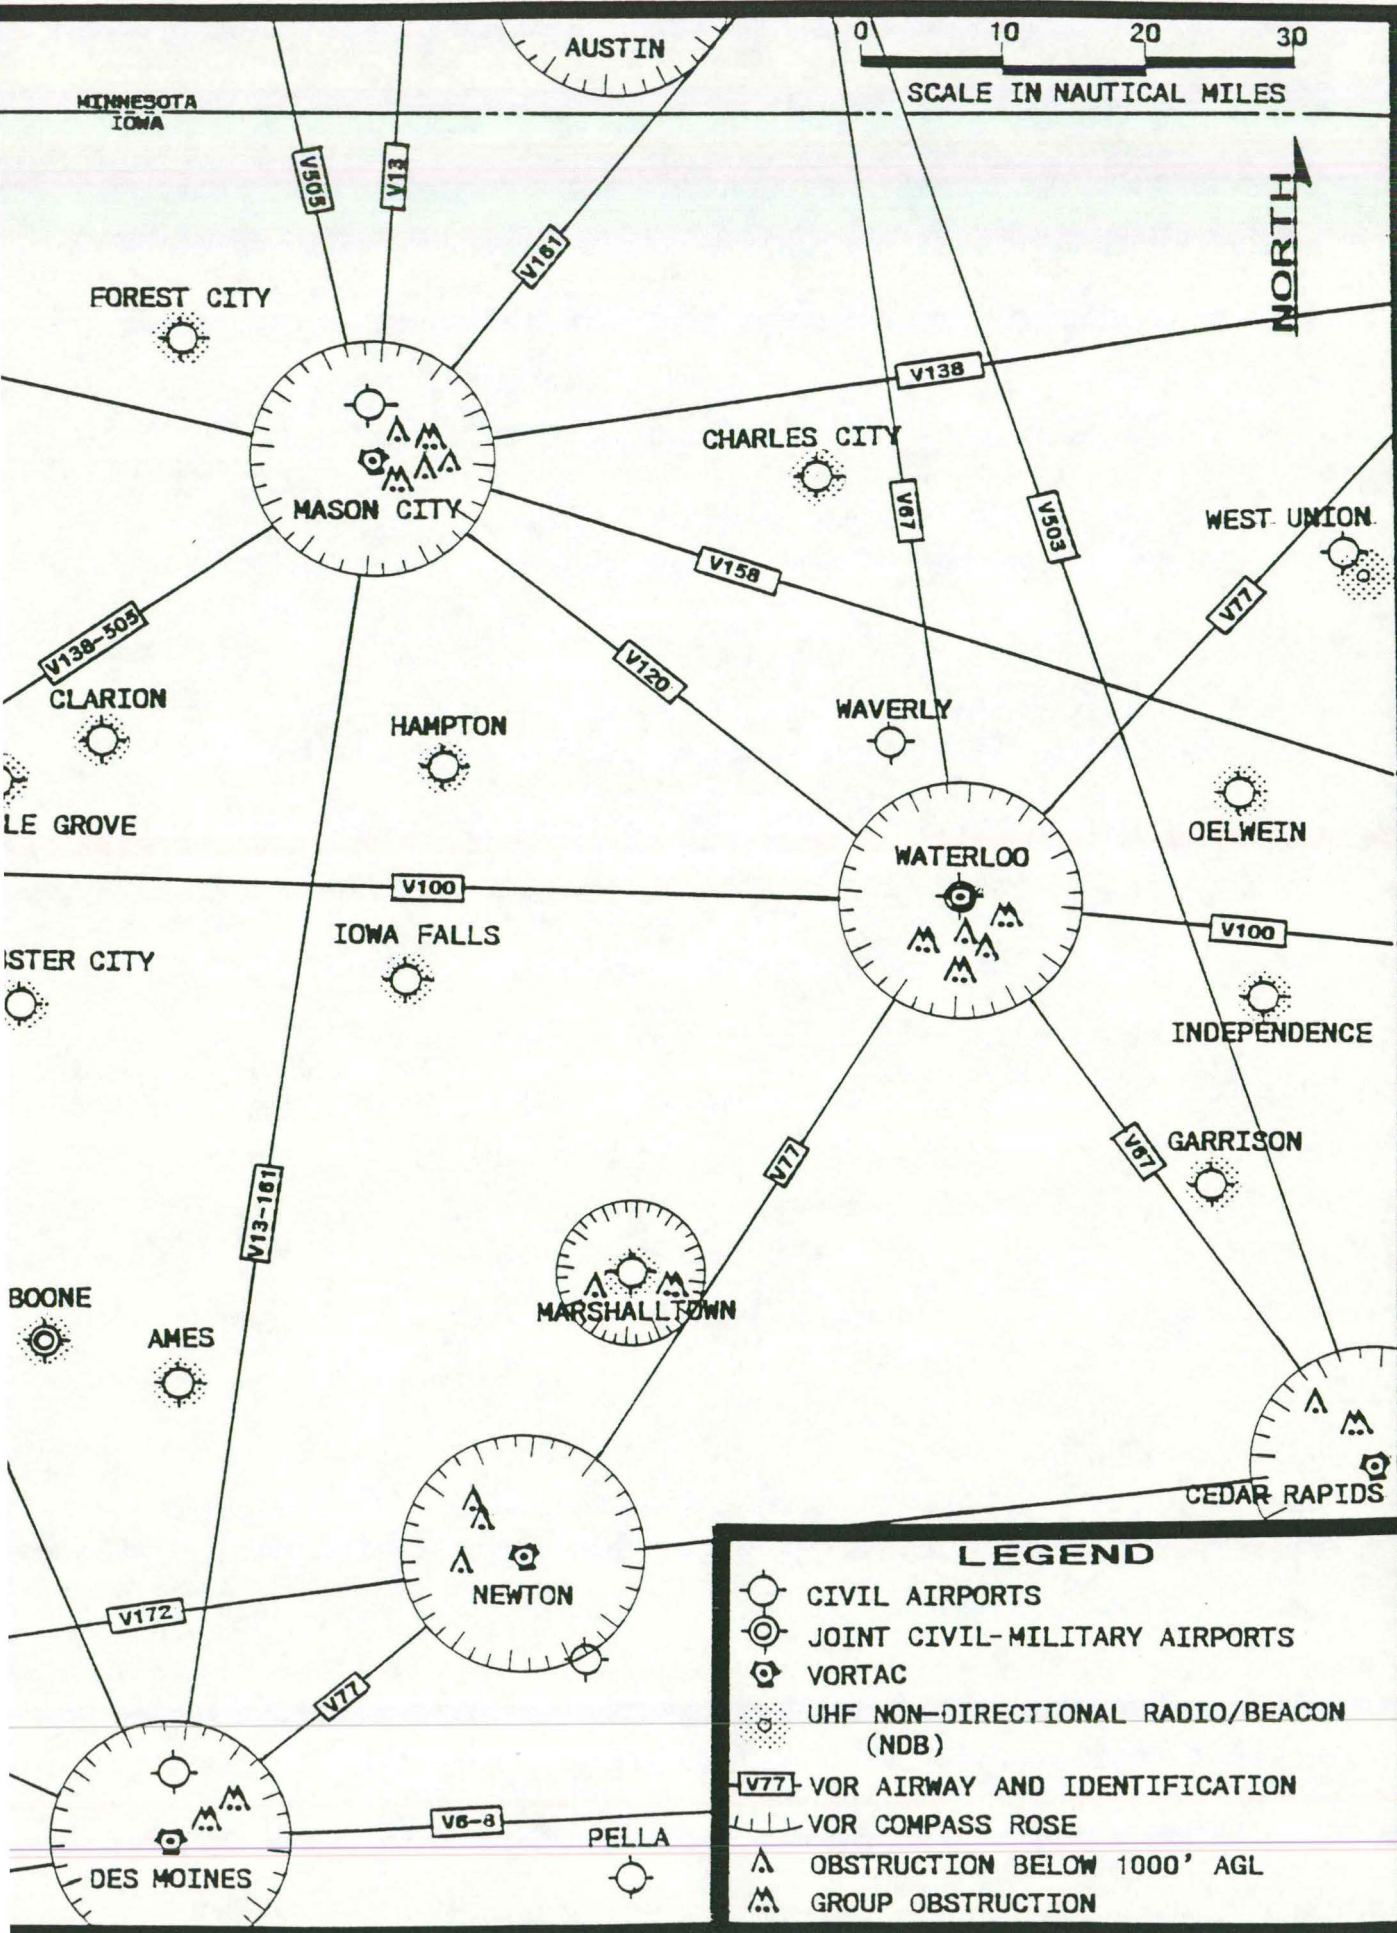 AUSTIN
0 10 20 30
SCALE IN NAUTICAL MILES
MINNESOTA
IOWA
V505
V13
V161
NORTH
FOREST CITY
V138
CHARLES CITY
MASON CITY
V67
V503
WEST UNION
V158
V77
V138-505
V120
CLARION
HAMPTON
WAVERLY
LE GROVE
OELWEIN
WATERLOO
V100
IOWA FALLS
V100
STER CITY
INDEPENDENCE
V77
V67
GARRISON
V13-161
BOONE
MARSHALLTOWN
AMES
CEDAR RAPIDS
NEWTON
V172
V77
V6-8
PELLA
DES MOINES
LEGEND
CIVIL AIRPORTS
JOINT CIVIL-MILITARY AIRPORTS
VORTAC
UHF NON-DIRECTIONAL RADIO/BEACON
(NDB)
V77 VOR AIRWAY AND IDENTIFICATION
VOR COMPASS ROSE
OBSTRUCTION BELOW 1000' AGL
GROUP OBSTRUCTION